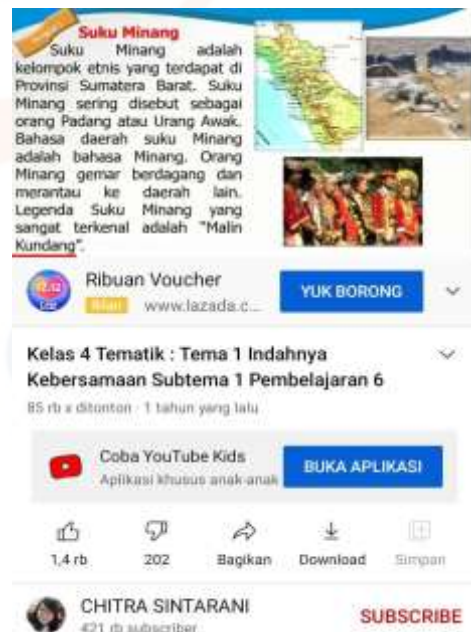 Suku Minang
Suku Minang adalah
kelompok etnis yang terdapat di
Provinsi Sumatera Barat. Suku
Minang sering disebut sebagai
orang Padang atau Urang Awak.
Bahasa daerah suku Minang
adalah bahasa Minang. Orang
Minang gemar berdagang dan
merantau ke daerah lain.
Legenda Suku Minang yang
sangat terkenal adalah "Malin
Kundang".
Ribuan Voucher
Iklan www.lazada.c...
YUK BORONG
Kelas 4 Tematik : Tema 1 Indahnya
Kebersamaan Subtema 1 Pembelajaran 6
85 rb x ditonton · 1 tahun yang lalu
Coba YouTube Kids
Aplikasi khusus anak-anak
BUKA APLIKASI
1,4 rb
202
Bagikan
Download
Simpan
CHITRA SINTARANI
421 rb subscriber
SUBSCRIBE